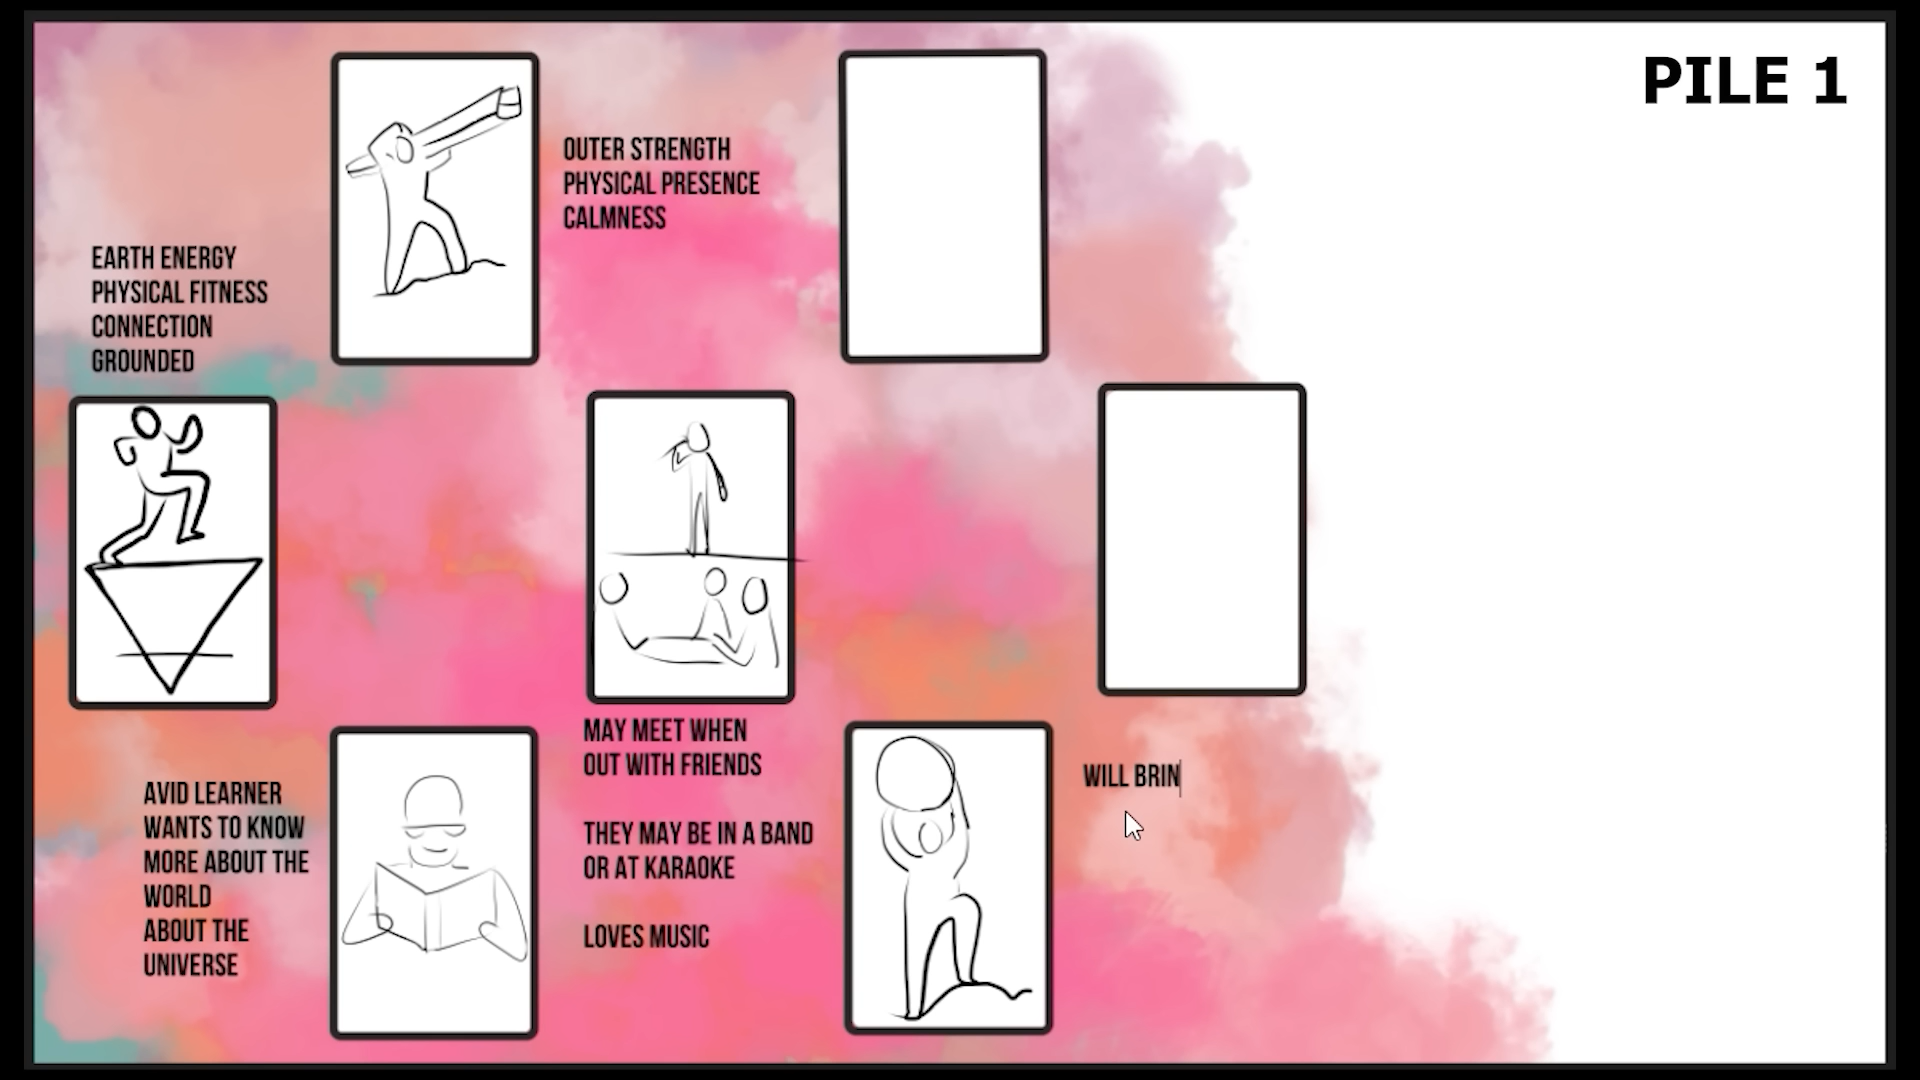 PILE 1
OUTER STRENGTH
PHYSICAL PRESENCE
CALMNESS
EARTH ENERGY
PHYSICAL FITNESS
CONNECTION
GROUNDED
AVID LEARNER
WANTS TO KNOW
MORE ABOUT THE
WORLD
ABOUT THE
UNIVERSE
MAY MEET WHEN
OUT WITH FRIENDS
THEY MAY BE IN A BAND
OR AT KARAOKE
LOVES MUSIC
WILL BRIN